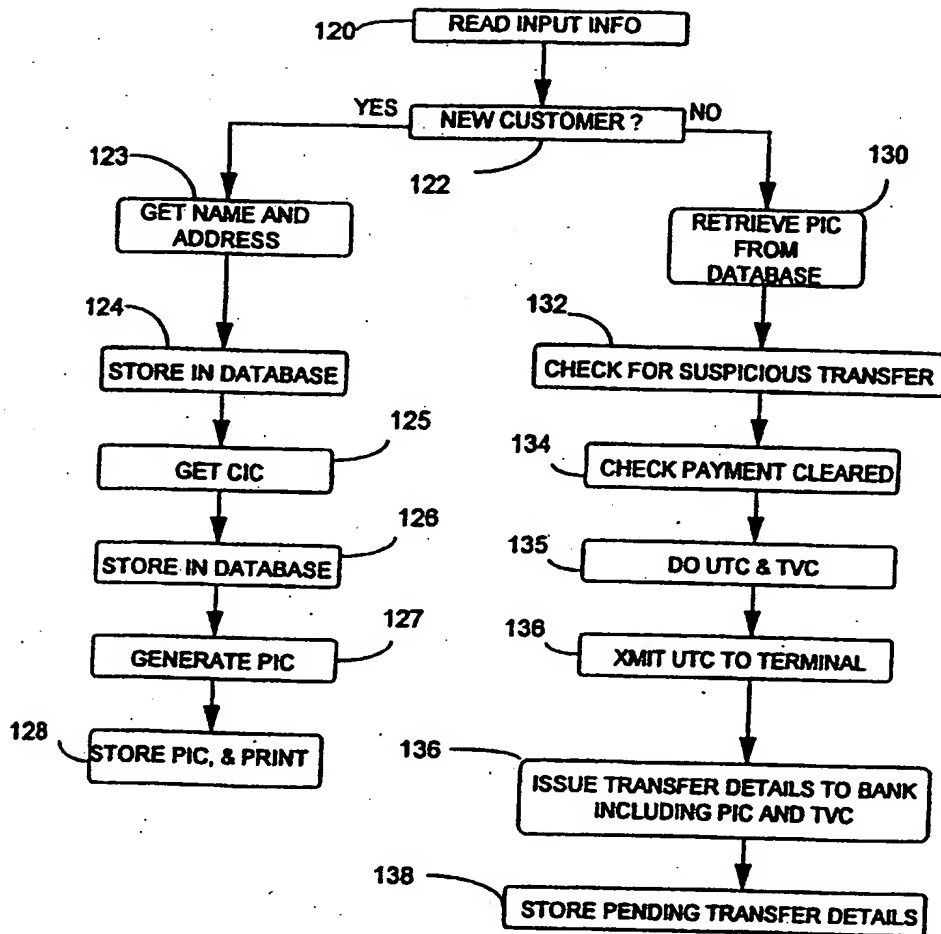 120
READ INPUT INFO
YES
NEW CUSTOMER ?
NO
122
123
GET NAME AND
ADDRESS
124
STORE IN DATABASE
125
GET CIC
126
STORE IN DATABASE
127
GENERATE PIC
128
STORE PIC, & PRINT
130
RETRIEVE PIC
FROM
DATABASE
132
CHECK FOR SUSPICIOUS TRANSFER
134
CHECK PAYMENT CLEARED
135
DO UTC & TVC
136
XMIT UTC TO TERMINAL
136
ISSUE TRANSFER DETAILS TO BANK
INCLUDING PIC AND TVC
138
STORE PENDING TRANSFER DETAILS